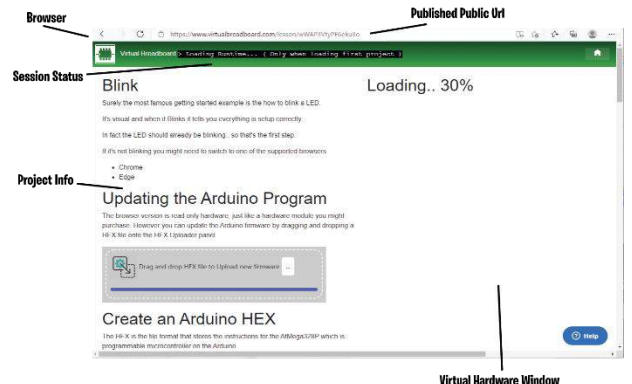 Browser
Published Public Url
https://www.virtualbreadboard.com/lesson/
Virtual Breadboard > Loading Runtime... ( Only when loading first project )
Session Status
Blink
Loading.. 30%
Surely the most famous getting started example is the how to blink a LED.
It's visual and when it Blinks it tells you everything is setup correctly.
In fact the LED should already be blinking.. so that's the first step.
If it's not blinking you might need to switch to one of the supported browsers
• Chrome
• Edge
Project Info
Updating the Arduino Program
The browser version is read only hardware, just like a hardware module you might
purchase. However you can update the Arduino firmware by dragging and dropping a
HEX file onto the HEX Uploader panel
Drag and drop HEX file to Upload new firmware ...
Create an Arduino HEX
The HEX is the file format that stores the instructions for the AtMega328P which is
programmable microcontroller on the Arduino
Help
Virtual Hardware Window